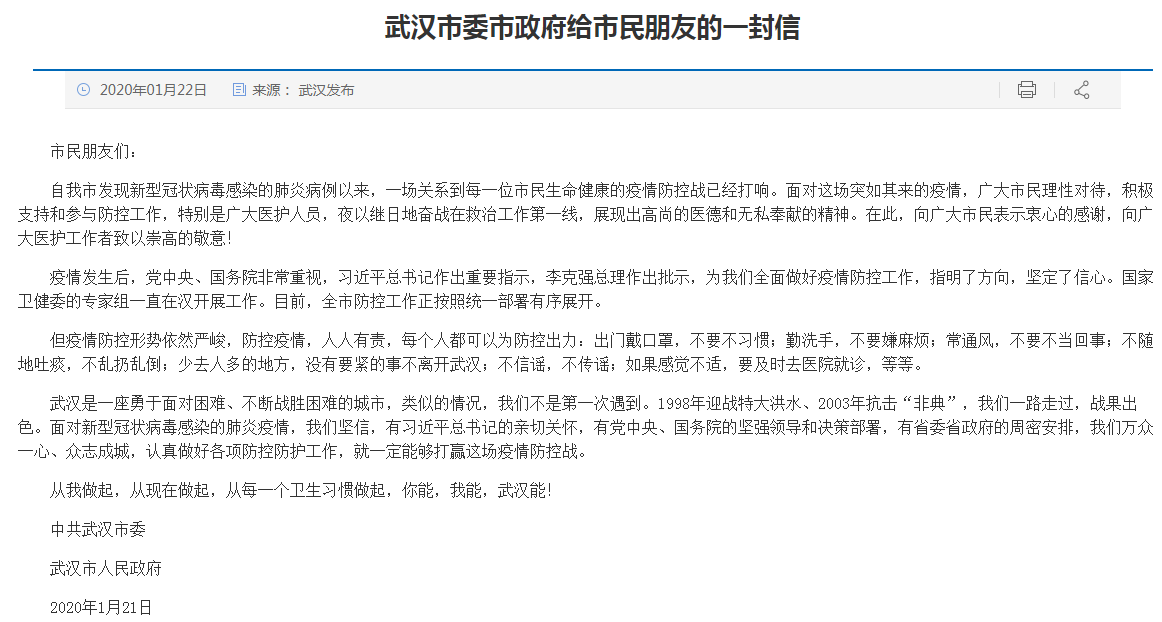 武汉市委市政府给市民朋友的一封信
2020年01月22日 来源： 武汉发布
市民朋友们：
自我市发现新型冠状病毒感染的肺炎病例以来，一场关系到每一位市民生命健康的疫情防控战已经打响。面对这场突如其来的疫情，广大市民理性对待，积极
支持和参与防控工作，特别是广大医护人员，夜以继日地奋战在救治工作第一线，展现出高尚的医德和无私奉献的精神。在此，向广大市民表示衷心的感谢，向广
大医护工作者致以崇高的敬意！
疫情发生后，党中央、国务院非常重视，习近平总书记作出重要指示，李克强总理作出批示，为我们全面做好疫情防控工作，指明了方向，坚定了信心。国家
卫健委的专家组一直在汉开展工作。目前，全市防控工作正按照统一部署有序展开。
但疫情防控形势依然严峻，防控疫情，人人有责，每个人都可以为防控出力：出门戴口罩，不要不习惯；勤洗手，不要嫌麻烦；常通风，不要不当回事；不随
地吐痰，不乱扔乱倒；少去人多的地方，没有要紧的事不离开武汉；不信谣，不传谣；如果感觉不适，要及时去医院就诊，等等。
武汉是一座勇于面对困难、不断战胜困难的城市，类似的情况，我们不是第一次遇到。1998年迎战特大洪水、2003年抗击“非典”，我们一路走过，战果出
色。面对新型冠状病毒感染的肺炎疫情，我们坚信，有习近平总书记的亲切关怀，有党中央、国务院的坚强领导和决策部署，有省委省政府的周密安排，我们万众
一心、众志成城，认真做好各项防控防护工作，就一定能够打赢这场疫情防控战。
从我做起，从现在做起，从每一个卫生习惯做起，你能，我能，武汉能！
中共武汉市委
武汉市人民政府
2020年1月21日